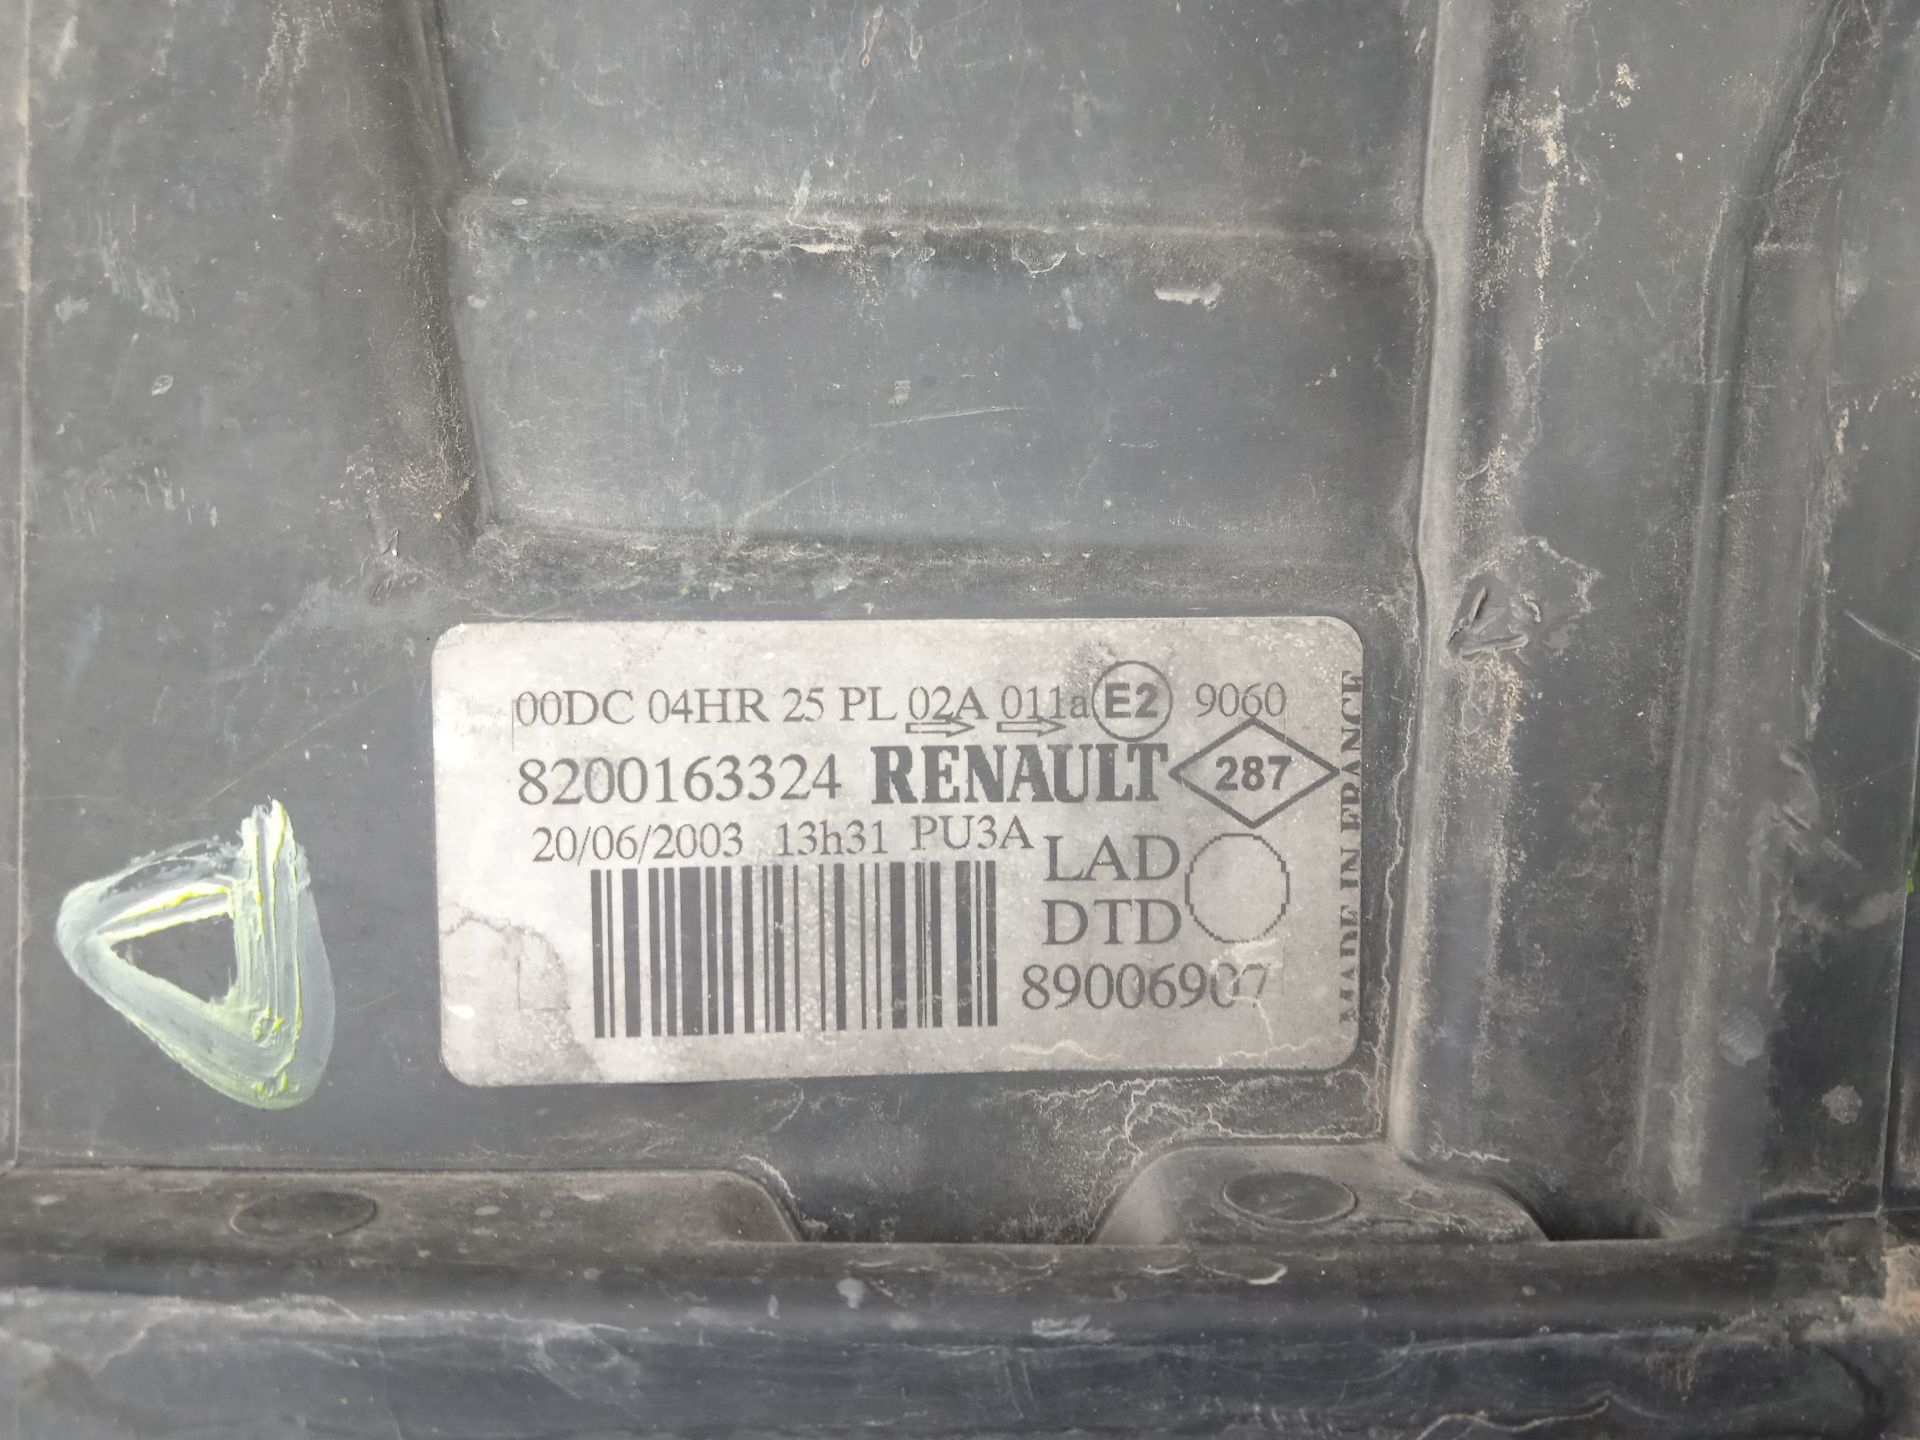 00DC 04HR 25 PL 02A 011a E2 9060
8200163324 RENAULT 287
20/06/2003 13h31 PU3A
LAD
DTD
89006907
MADE IN FRANCE